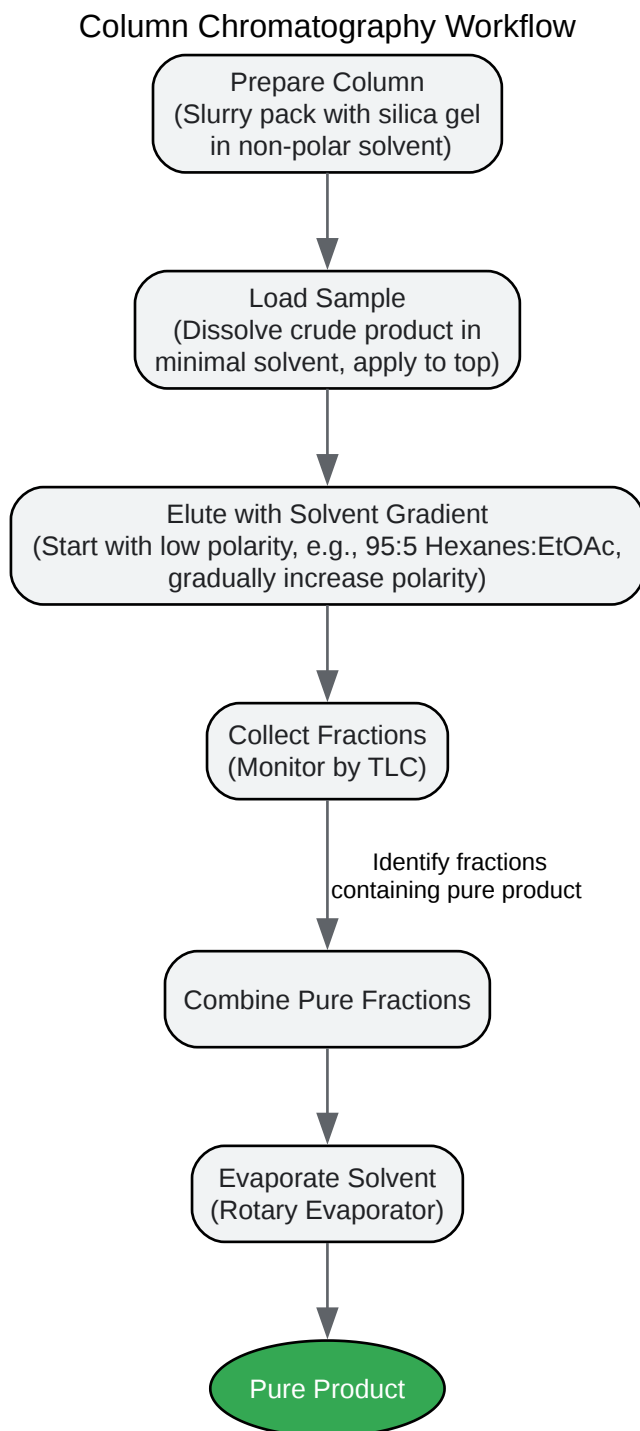 Column Chromatography Workflow
Prepare Column
(Slurry pack with silica gel
in non-polar solvent)
Load Sample
(Dissolve crude product in
minimal solvent, apply to top)
Elute with Solvent Gradient
(Start with low polarity, e.g., 95:5 Hexanes:EtOAc,
gradually increase polarity)
Collect Fractions
(Monitor by TLC)
Identify fractions
containing pure product
Combine Pure Fractions
Evaporate Solvent
(Rotary Evaporator)
Pure Product